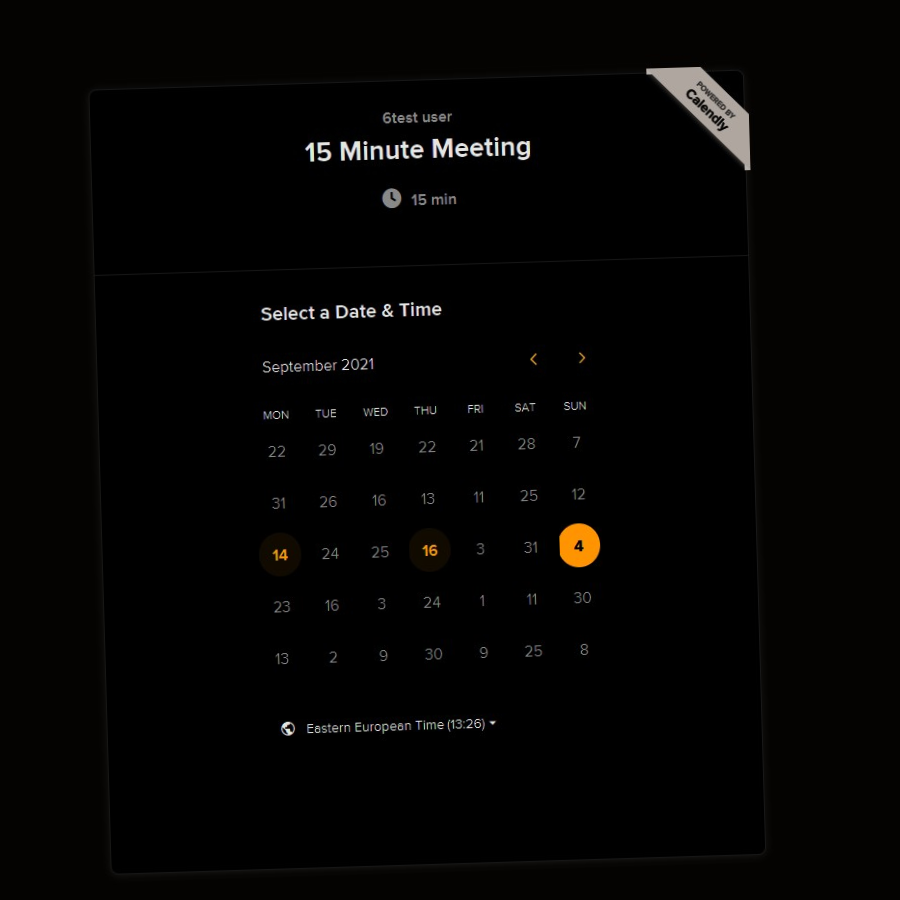 POWERED BY
Calendly
6test user
15 Minute Meeting
15 min
Select a Date & Time
September 2021
MON TUE WED THU FRI SAT SUN
22 29 19 22 21 28 7
31 26 16 13 11 25 12
14 24 25 16 3 31 4
23 16 3 24 1 11 30
13 2 9 30 9 25 8
Eastern European Time (13:26)